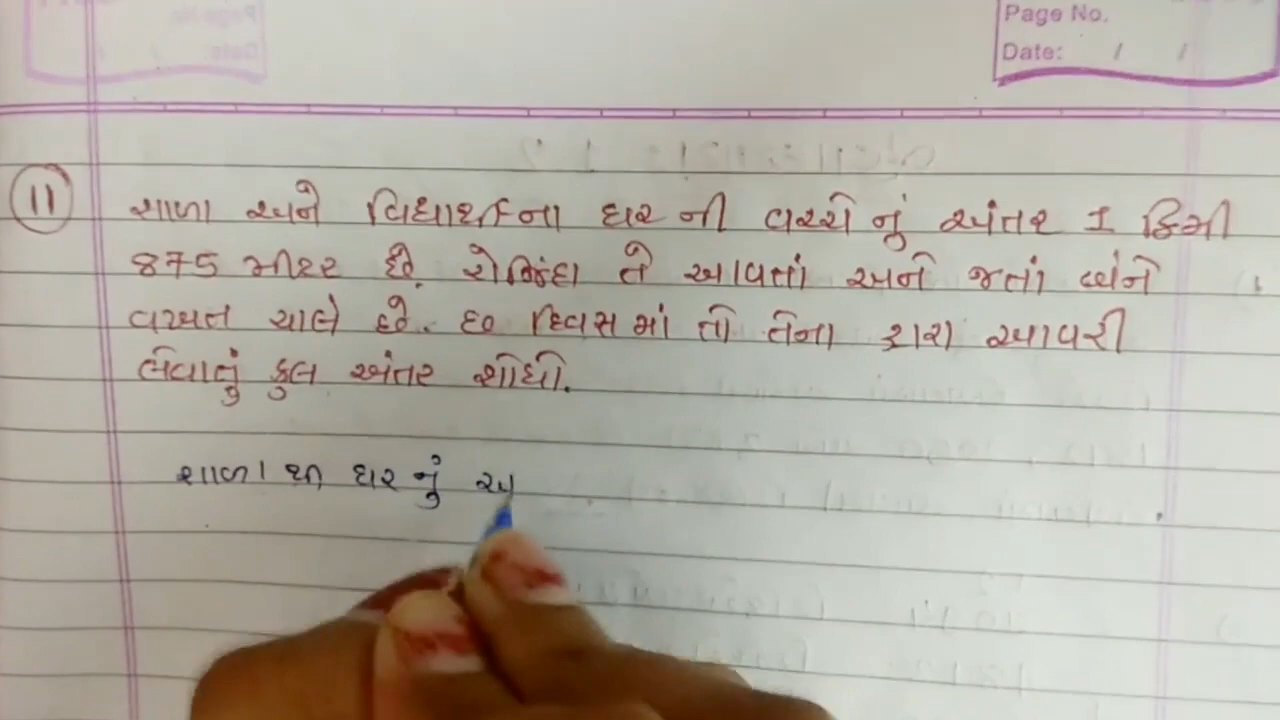 Page No.
Date: / /
11 શાળા અને વિદ્યાર્થીના ઘર ની વચ્ચે નું અંતર 1 કિમી
875 મીટર છે. રોજિંદા તે આવતાં અને જતાં બંને
વખત ચાલે છે. છ દિવસ માં તો તેના દ્વારા આવરી
લેવાતું કુલ અંતર શોધો.
શાળા થી ઘર નું અ